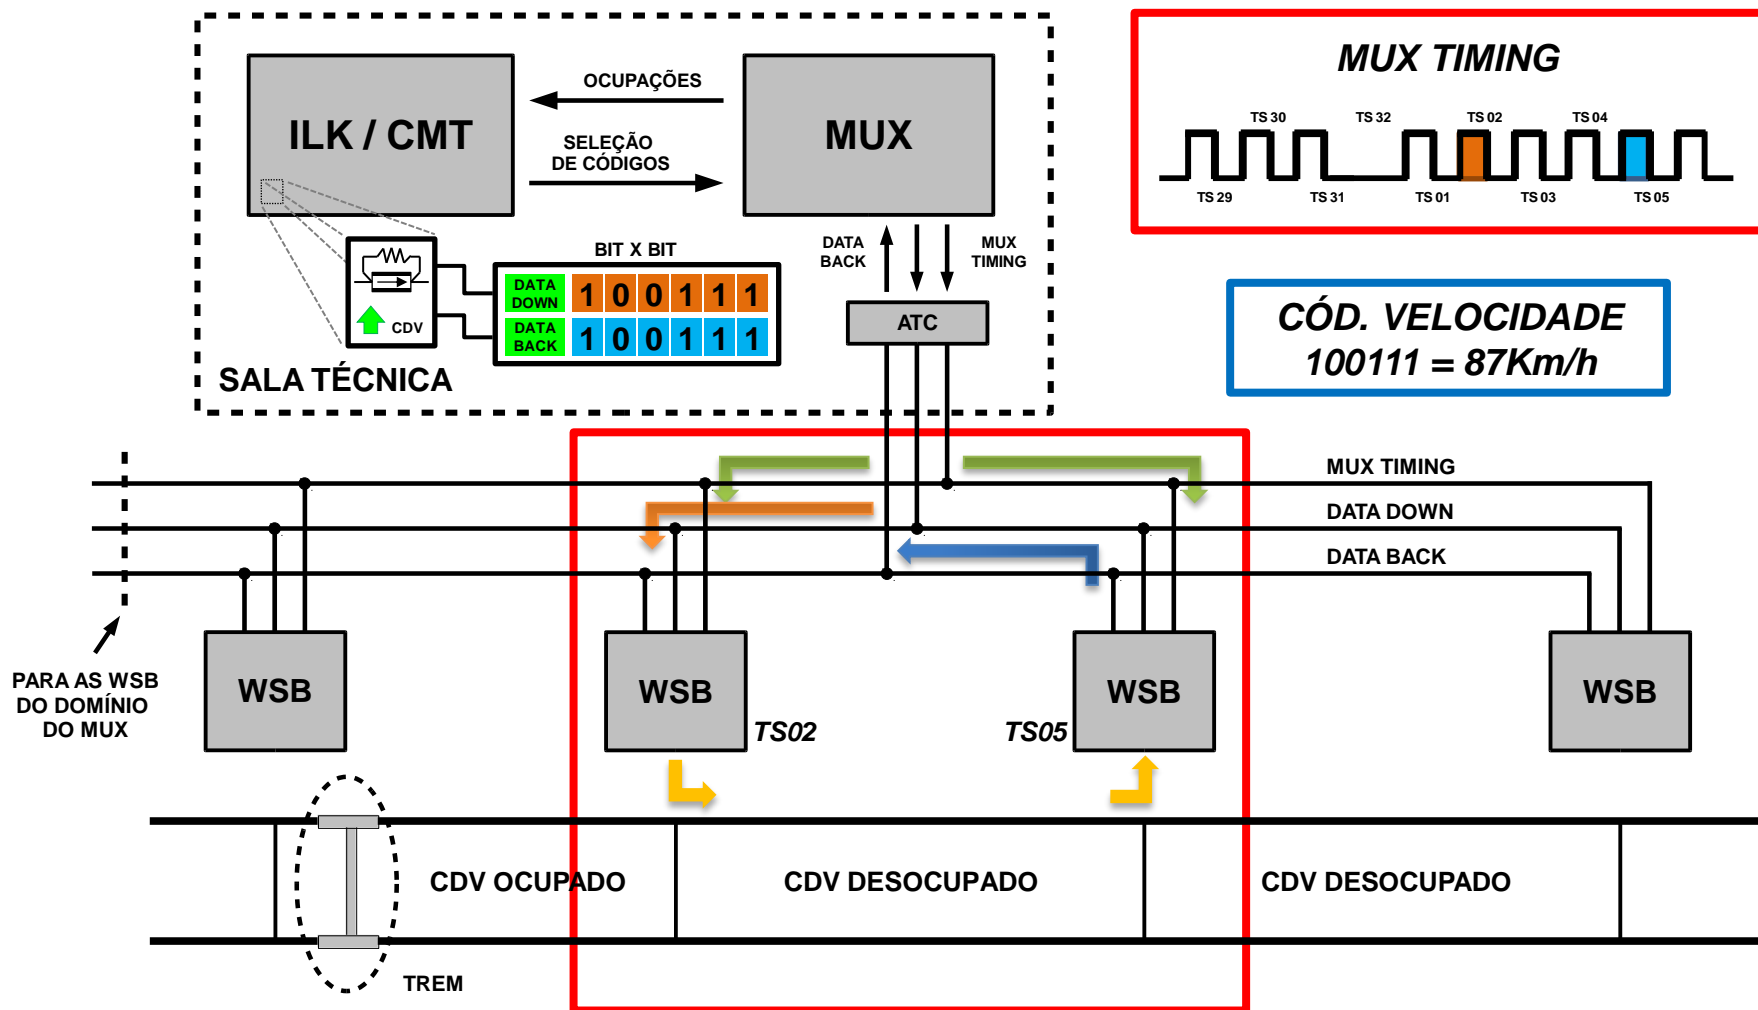 MUX TIMING
TS 30
TS 32
TS 02
TS 04
TS 29
TS 31
TS 01
TS 03
TS 05
OCUPAÇÕES
ILK / CMT
SELEÇÃO
DE CÓDIGOS
MUX
DATA
BACK
MUX
TIMING
BIT X BIT
DATA
DOWN
1 0 0 1 1 1
DATA
BACK
1 0 0 1 1 1
CDV
ATC
SALA TÉCNICA
CÓD. VELOCIDADE
100111 = 87Km/h
MUX TIMING
DATA DOWN
DATA BACK
PARA AS WSB
DO DOMÍNIO
DO MUX
WSB
WSB
TS02
TS05
WSB
WSB
CDV OCUPADO
CDV DESOCUPADO
CDV DESOCUPADO
TREM